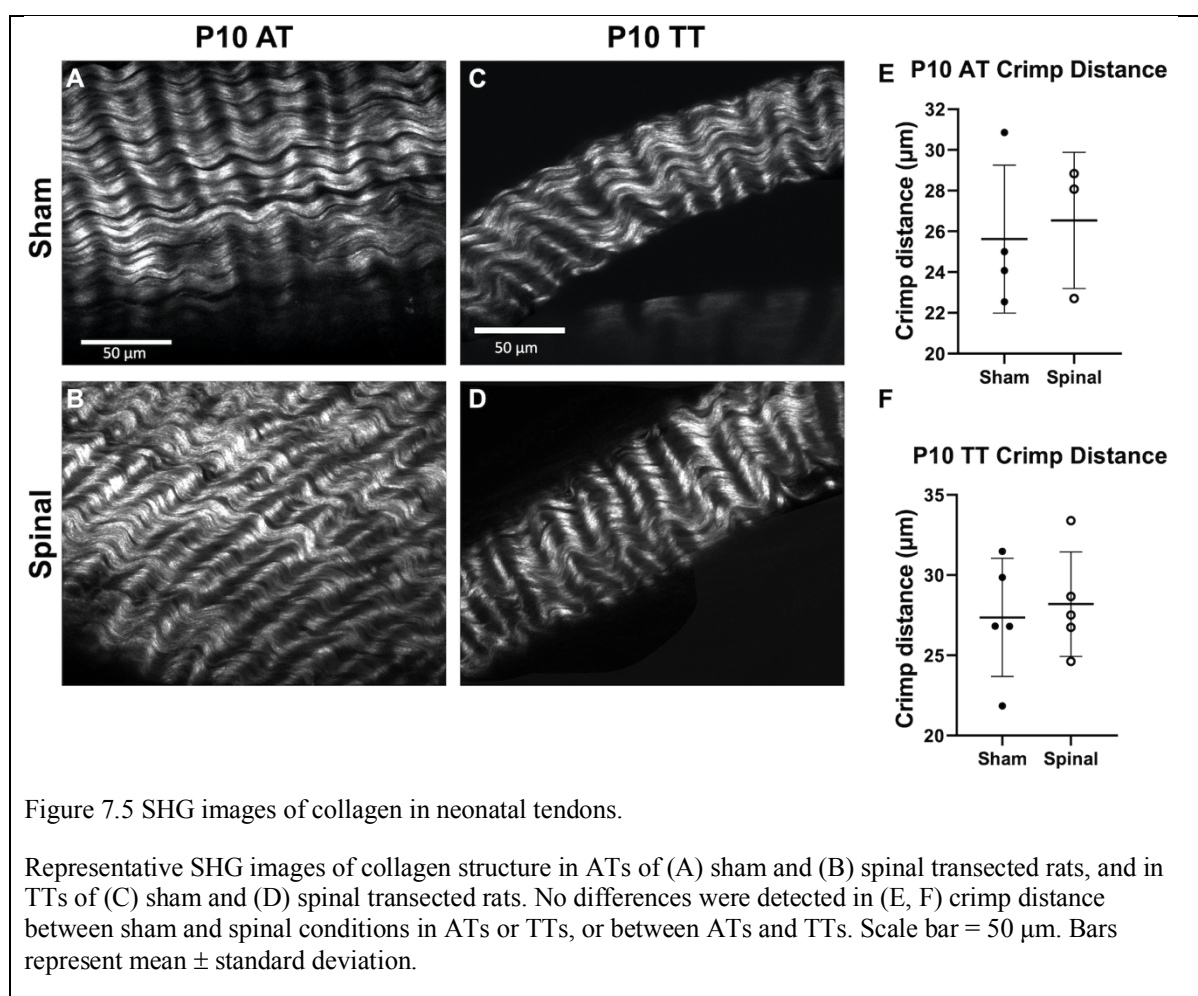 P10 AT
P10 TT
Sham
Spinal
A
50 µm
B
C
50 µm
D
E P10 AT Crimp Distance
Crimp distance (µm)
32
30
28
26
24
22
20
Sham Spinal
F
P10 TT Crimp Distance
Crimp distance (µm)
35
30
25
20
Sham Spinal
Figure 7.5 SHG images of collagen in neonatal tendons.
Representative SHG images of collagen structure in ATs of (A) sham and (B) spinal transected rats, and in
TTs of (C) sham and (D) spinal transected rats. No differences were detected in (E, F) crimp distance
between sham and spinal conditions in ATs or TTs, or between ATs and TTs. Scale bar = 50 µm. Bars
represent mean ± standard deviation.